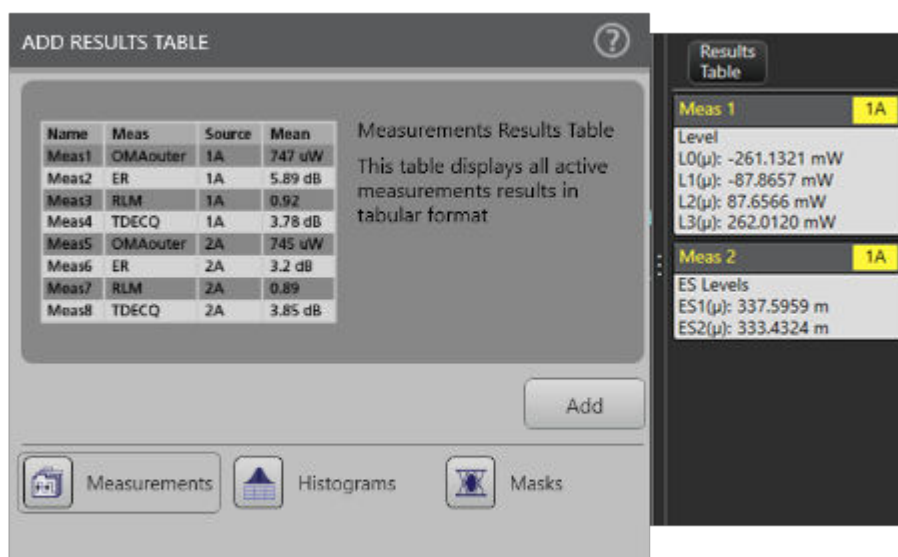 ADD RESULTS TABLE
?
Name Meas Source Mean
Meas1 OMAouter 1A 747 uW
Meas2 ER 1A 5.89 dB
Meas3 RLM 1A 0.92
Meas4 TDECQ 1A 3.78 dB
Meas5 OMAouter 2A 745 uW
Meas6 ER 2A 3.2 dB
Meas7 RLM 2A 0.89
Meas8 TDECQ 2A 3.85 dB
Measurements Results Table
This table displays all active
measurements results in
tabular format
Add
Measurements
Histograms
Masks
Results
Table
Meas 1 1A
Level
L0(μ): -261.1321 mW
L1(μ): -87.8657 mW
L2(μ): 87.6566 mW
L3(μ): 262.0120 mW
Meas 2 1A
ES Levels
ES1(μ): 337.5959 m
ES2(μ): 333.4324 m